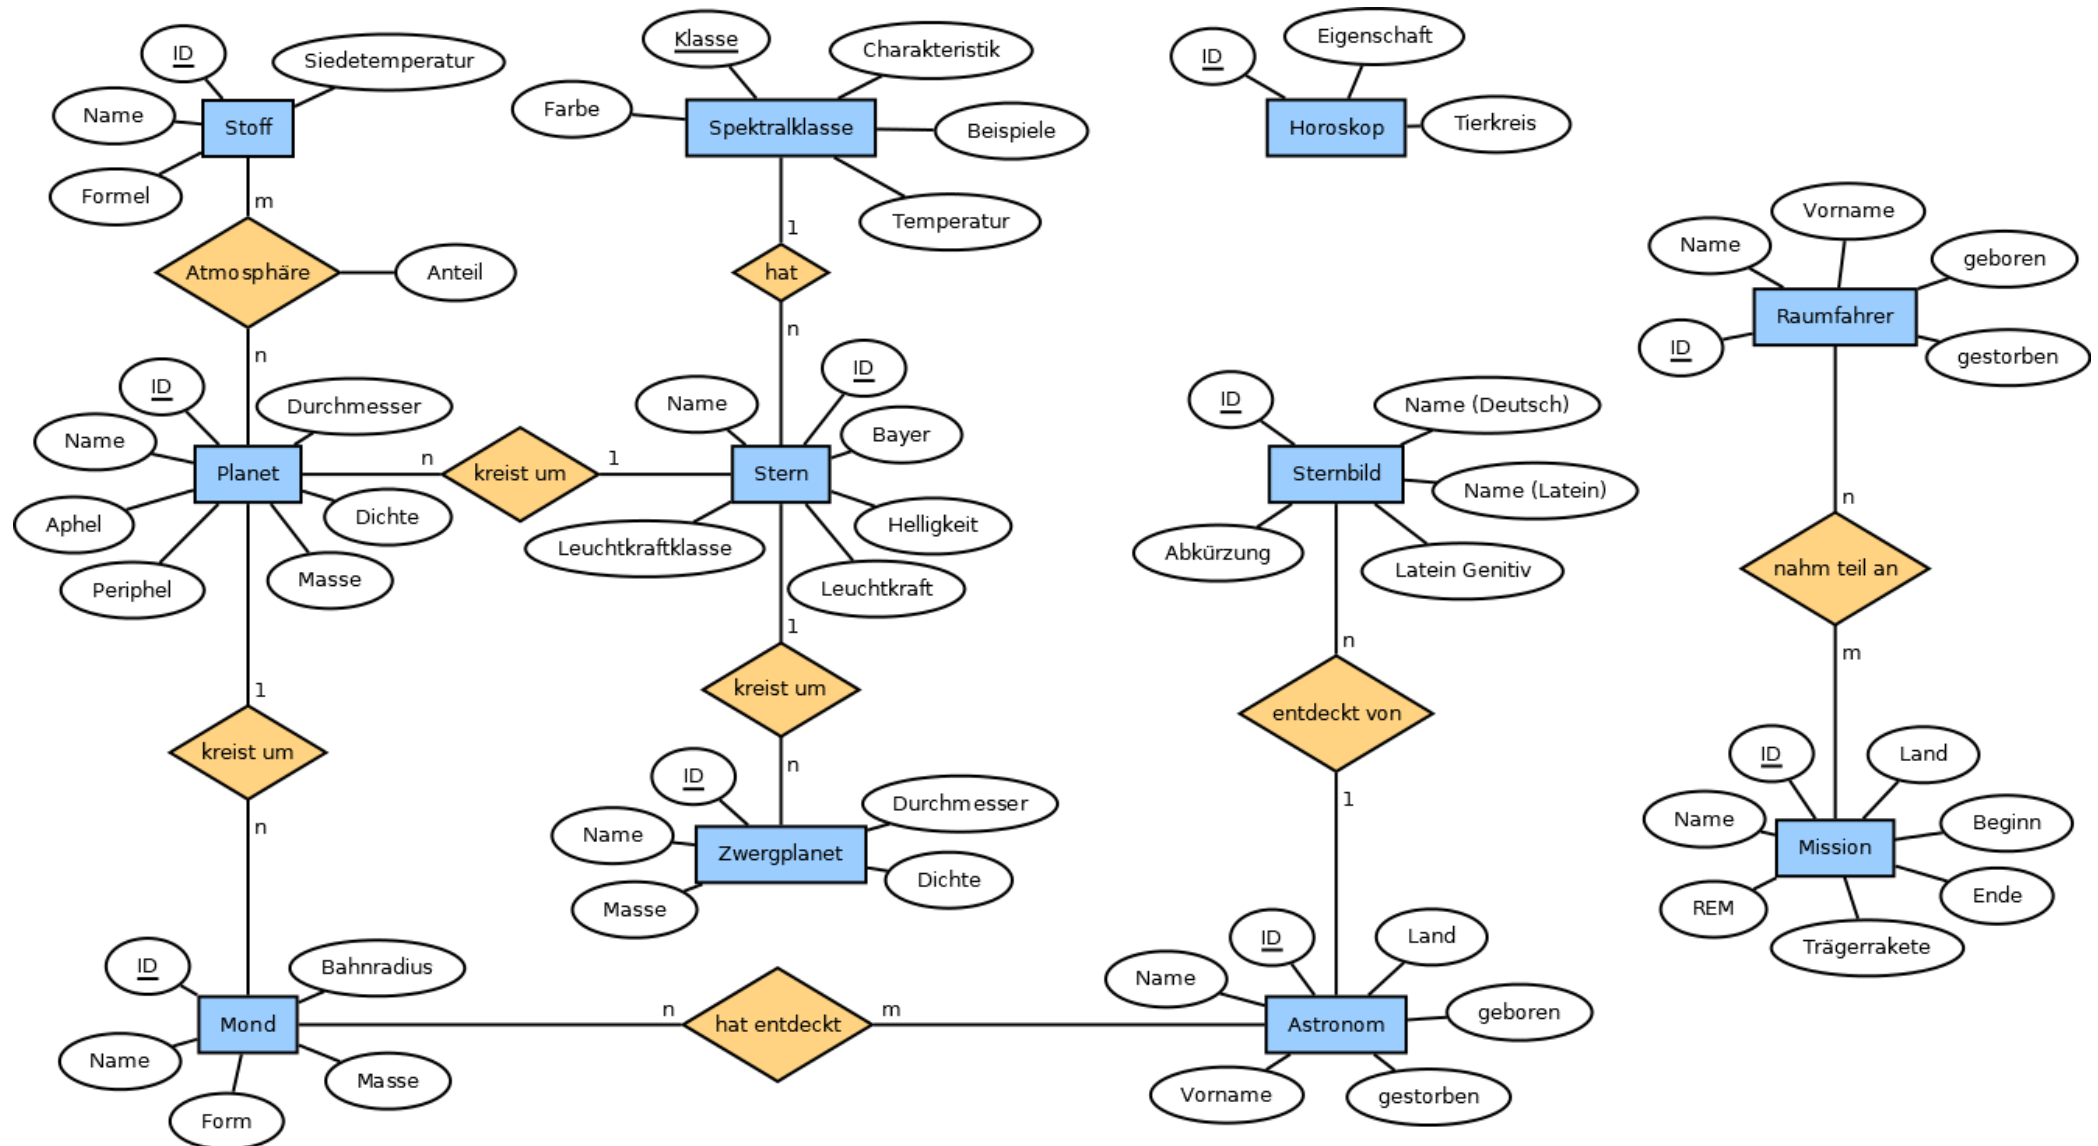 ID
Siedetemperatur
Name
Stoff
Formel
m
Atmosphäre
Anteil
n
Klasse
Charakteristik
Farbe
Spektralklasse
Beispiele
Temperatur
1
hat
n
ID
Eigenschaft
Horoskop
Tierkreis
Vorname
Name
geboren
Raumfahrer
ID
gestorben
n
nahm teil an
m
ID
Durchmesser
Name
Planet
Aphel
Dichte
Periphel
Masse
n
kreist um
1
Name
ID
Bayer
Stern
Helligkeit
Leuchtkraftklasse
Leuchtkraft
ID
Name (Deutsch)
Sternbild
Name (Latein)
Abkürzung
Latein Genitiv
n
entdeckt von
1
1
kreist um
n
1
kreist um
n
ID
Durchmesser
Name
Zwergplanet
Dichte
Masse
ID
Land
Name
Beginn
Mission
REM
Ende
Trägerrakete
ID
Bahnradius
Mond
Name
Masse
Form
n
hat entdeckt
m
ID
Land
Name
geboren
Astronom
Vorname
gestorben